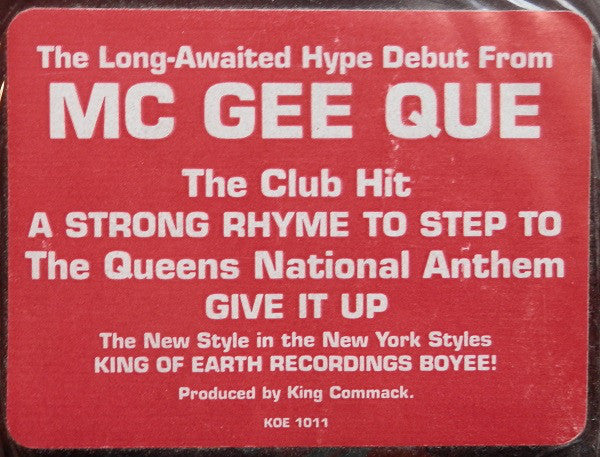 The Long-Awaited Hype Debut From
MC GEE QUE
The Club Hit
A STRONG RHYME TO STEP TO
The Queens National Anthem
GIVE IT UP
The New Style in the New York Styles
KING OF EARTH RECORDINGS BOYEE!
Produced by King Commack.
KOE 1011